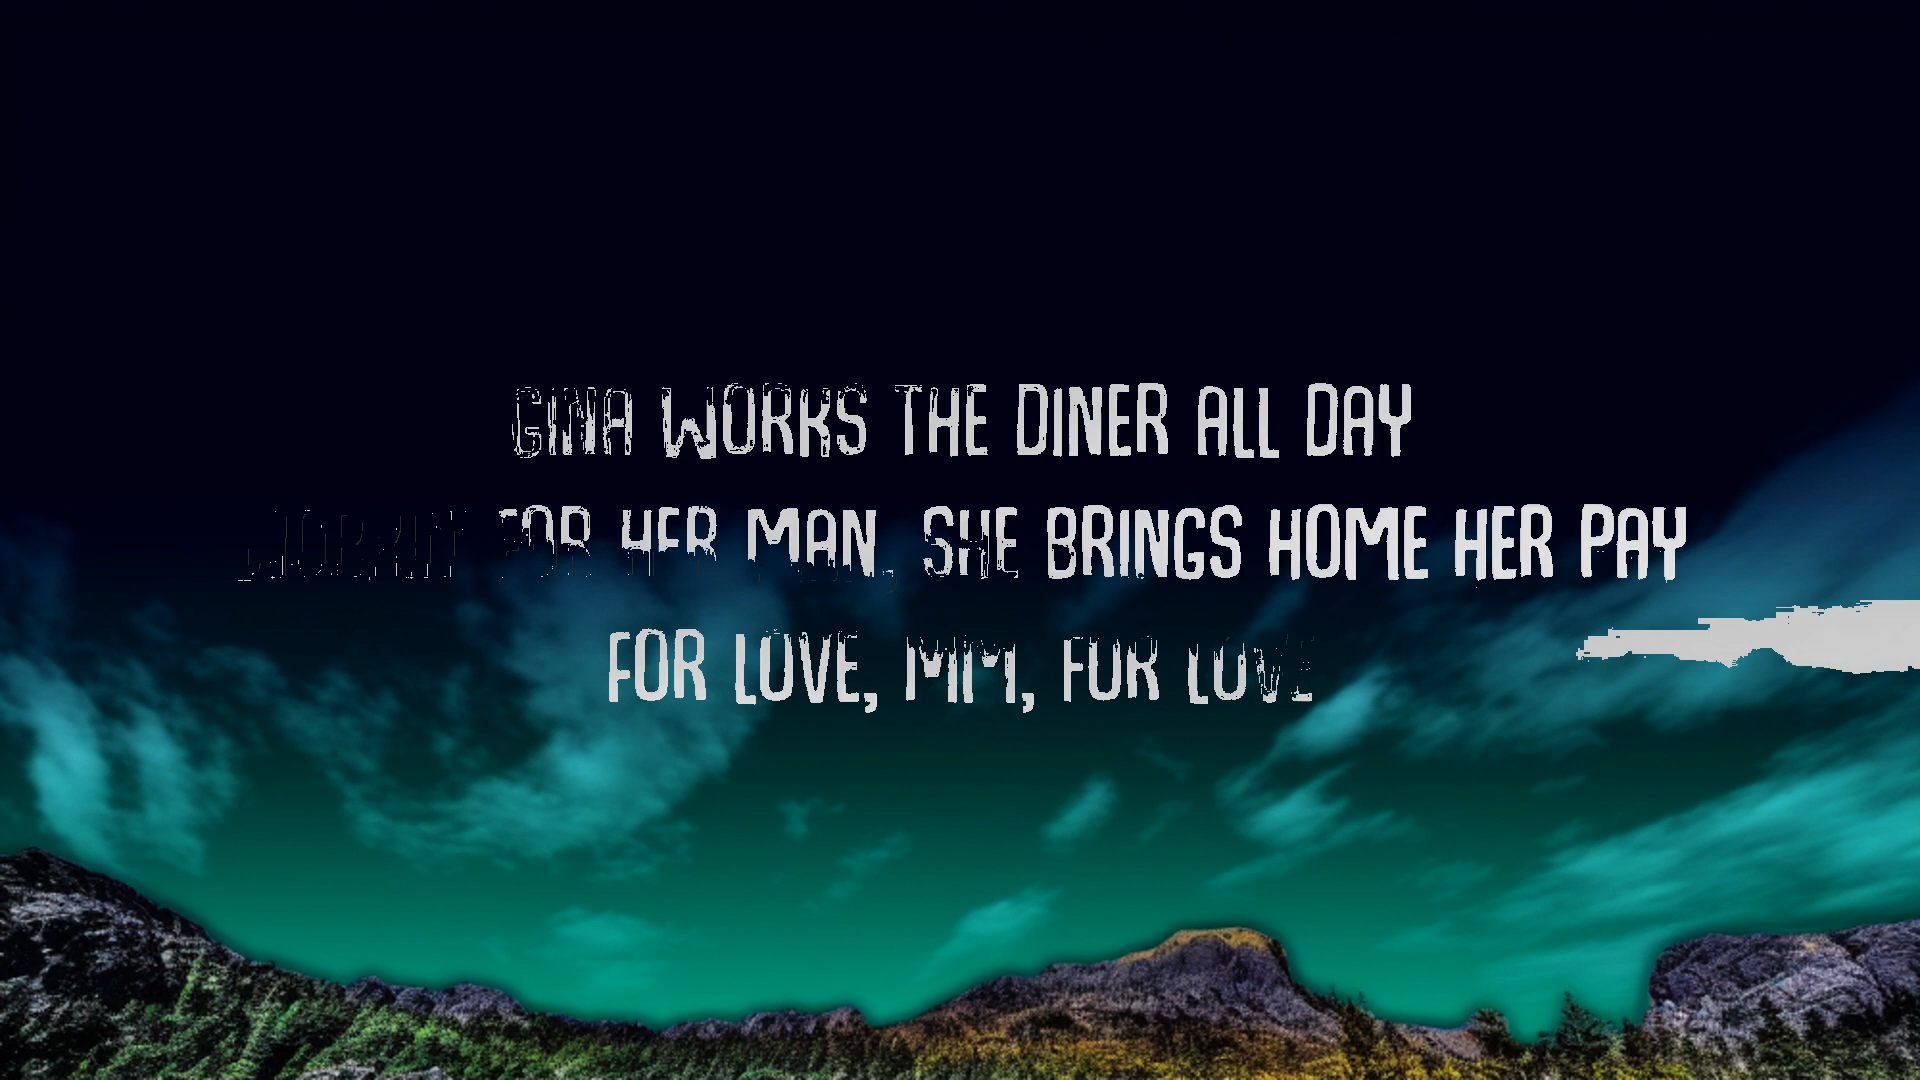 GINA WORKS THE DINER ALL DAY
WORKIN' FOR HER MAN, SHE BRINGS HOME HER PAY
FOR LOVE, MM, FOR LOVE